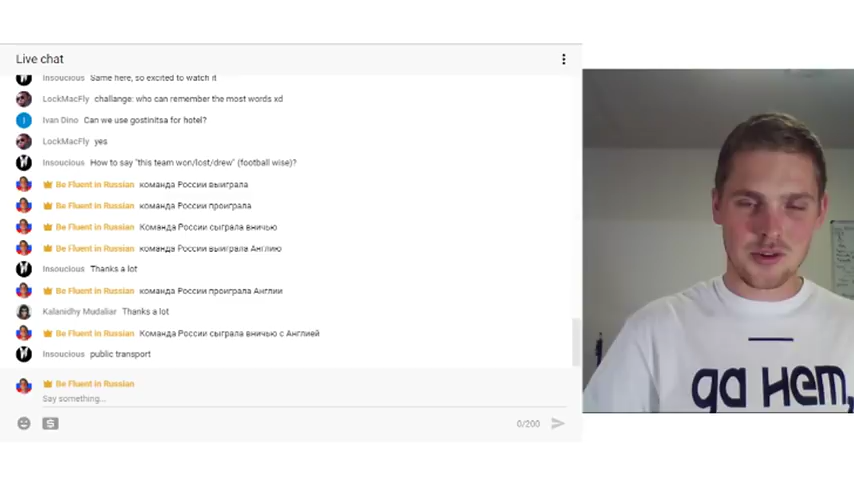 Live chat
Insoucious Same here, so excited to watch it
LockMacFly challange: who can remember the most words xd
I Ivan Dino Can we use gostinitsa for hotel?
LockMacFly yes
Insoucious How to say "this team won/lost/drew" (football wise)?
Be Fluent in Russian команда России выиграла
Be Fluent in Russian команда России проиграла
Be Fluent in Russian Команда России сыграла вничью
Be Fluent in Russian команда России выиграла Англию
Insoucious Thanks a lot
Be Fluent in Russian команда России проиграла Англии
Kalanidhy Mudaliar Thanks a lot
Be Fluent in Russian Команда России сыграла вничью с Англией
Insoucious public transport
Be Fluent in Russian
Say something...
0/200
да нет,